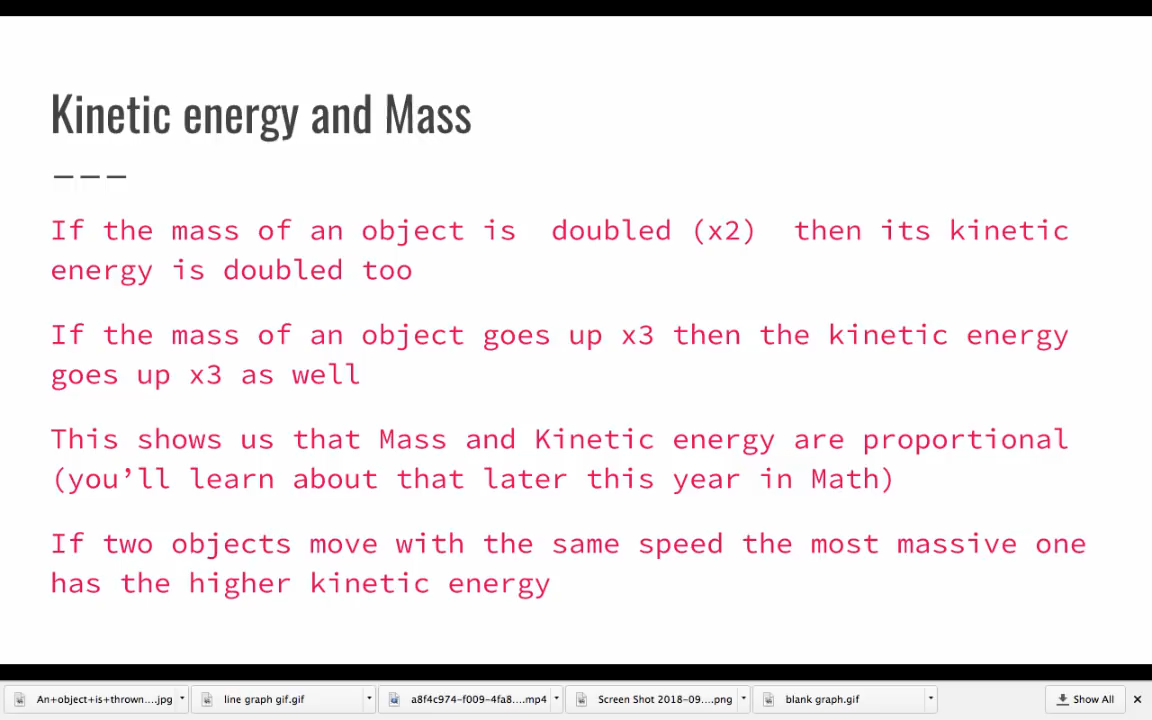 Kinetic energy and Mass
If the mass of an object is  doubled (x2)  then its kinetic
energy is doubled too
If the mass of an object goes up x3 then the kinetic energy
goes up x3 as well
This shows us that Mass and Kinetic energy are proportional
(you’ll learn about that later this year in Math)
If two objects move with the same speed the most massive one
has the higher kinetic energy
An+object+is+thrown....jpg line graph gif.gif a8f4c974-f009-4fa8....mp4 Screen Shot 2018-09....png blank graph.gif Show All